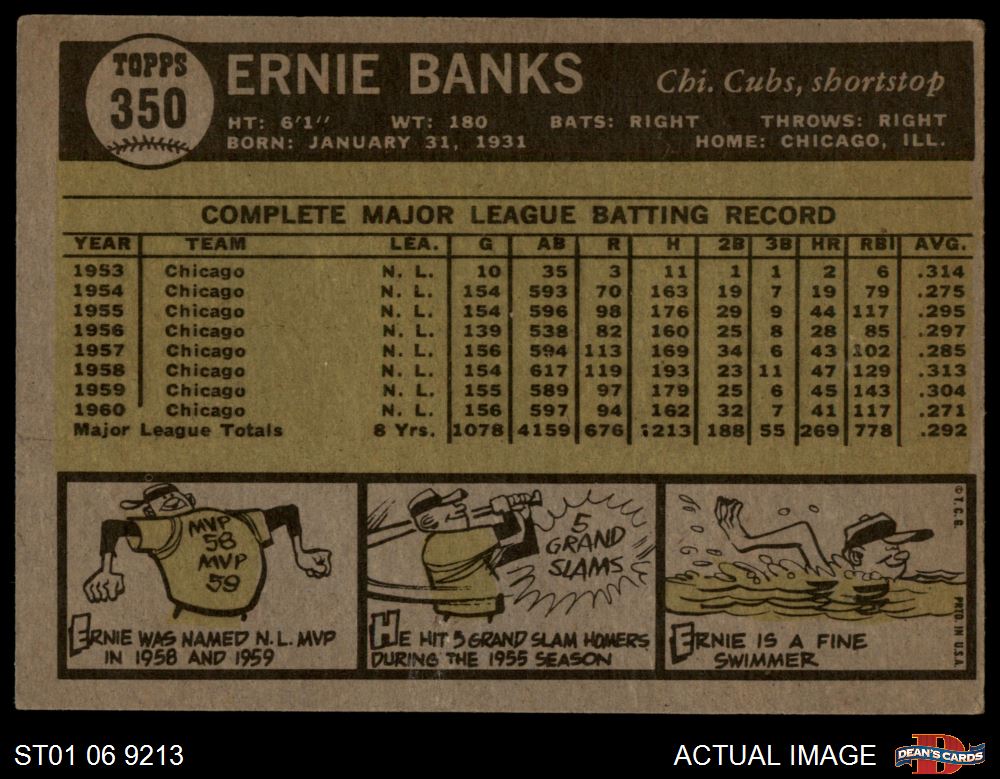 TOPPS
350
ERNIE BANKS
Chi. Cubs, shortstop
HT: 6'1" WT: 180 BATS: RIGHT THROWS: RIGHT
BORN: JANUARY 31, 1931 HOME: CHICAGO, ILL.
COMPLETE MAJOR LEAGUE BATTING RECORD
YEAR TEAM LEA. G AB R H 2B 3B HR RBI AVG.
1953 Chicago N. L. 10 35 3 11 1 1 2 6 .314
1954 Chicago N. L. 154 593 70 163 19 7 19 79 .275
1955 Chicago N. L. 154 596 98 176 29 9 44 117 .295
1956 Chicago N. L. 139 538 82 160 25 8 28 85 .297
1957 Chicago N. L. 156 594 113 169 34 6 43 102 .285
1958 Chicago N. L. 154 617 119 193 23 11 47 129 .313
1959 Chicago N. L. 155 589 97 179 25 6 45 143 .304
1960 Chicago N. L. 156 597 94 162 32 7 41 117 .271
Major League Totals 8 Yrs. 1078 4159 676 1213 188 55 269 778 .292
MVP
58
MVP
59
ERNIE WAS NAMED N.L. MVP
IN 1958 AND 1959
5
GRAND
SLAMS
HE HIT 5 GRAND SLAM HOMERS
DURING THE 1955 SEASON
ERNIE IS A FINE
SWIMMER
© T.C.G.
PRTD. IN U.S.A.
ST01 06 9213
ACTUAL IMAGE
DEAN'S CARDS